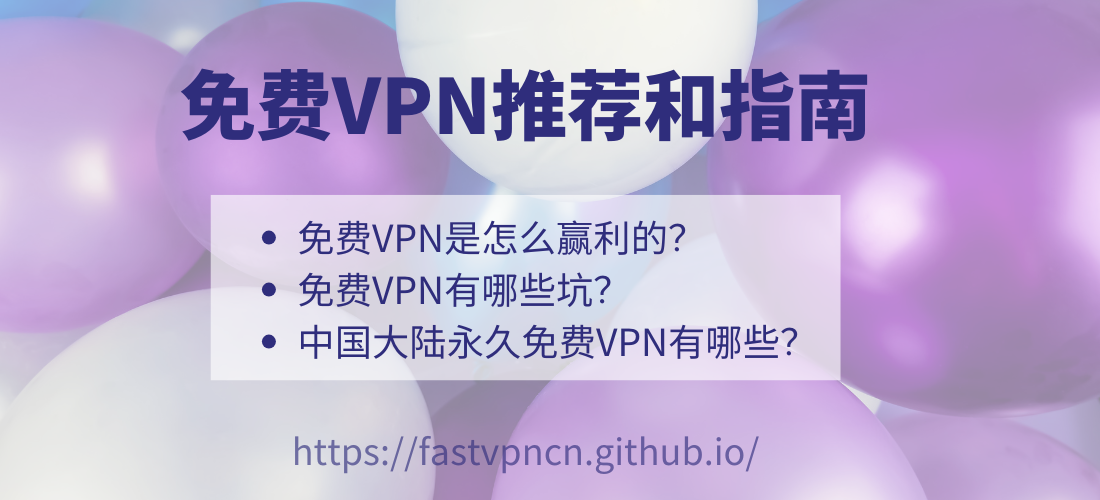 免费VPN推荐和指南
• 免费VPN是怎么赢利的？
• 免费VPN有哪些坑？
• 中国大陆永久免费VPN有哪些？
https://fastvpncn.github.io/